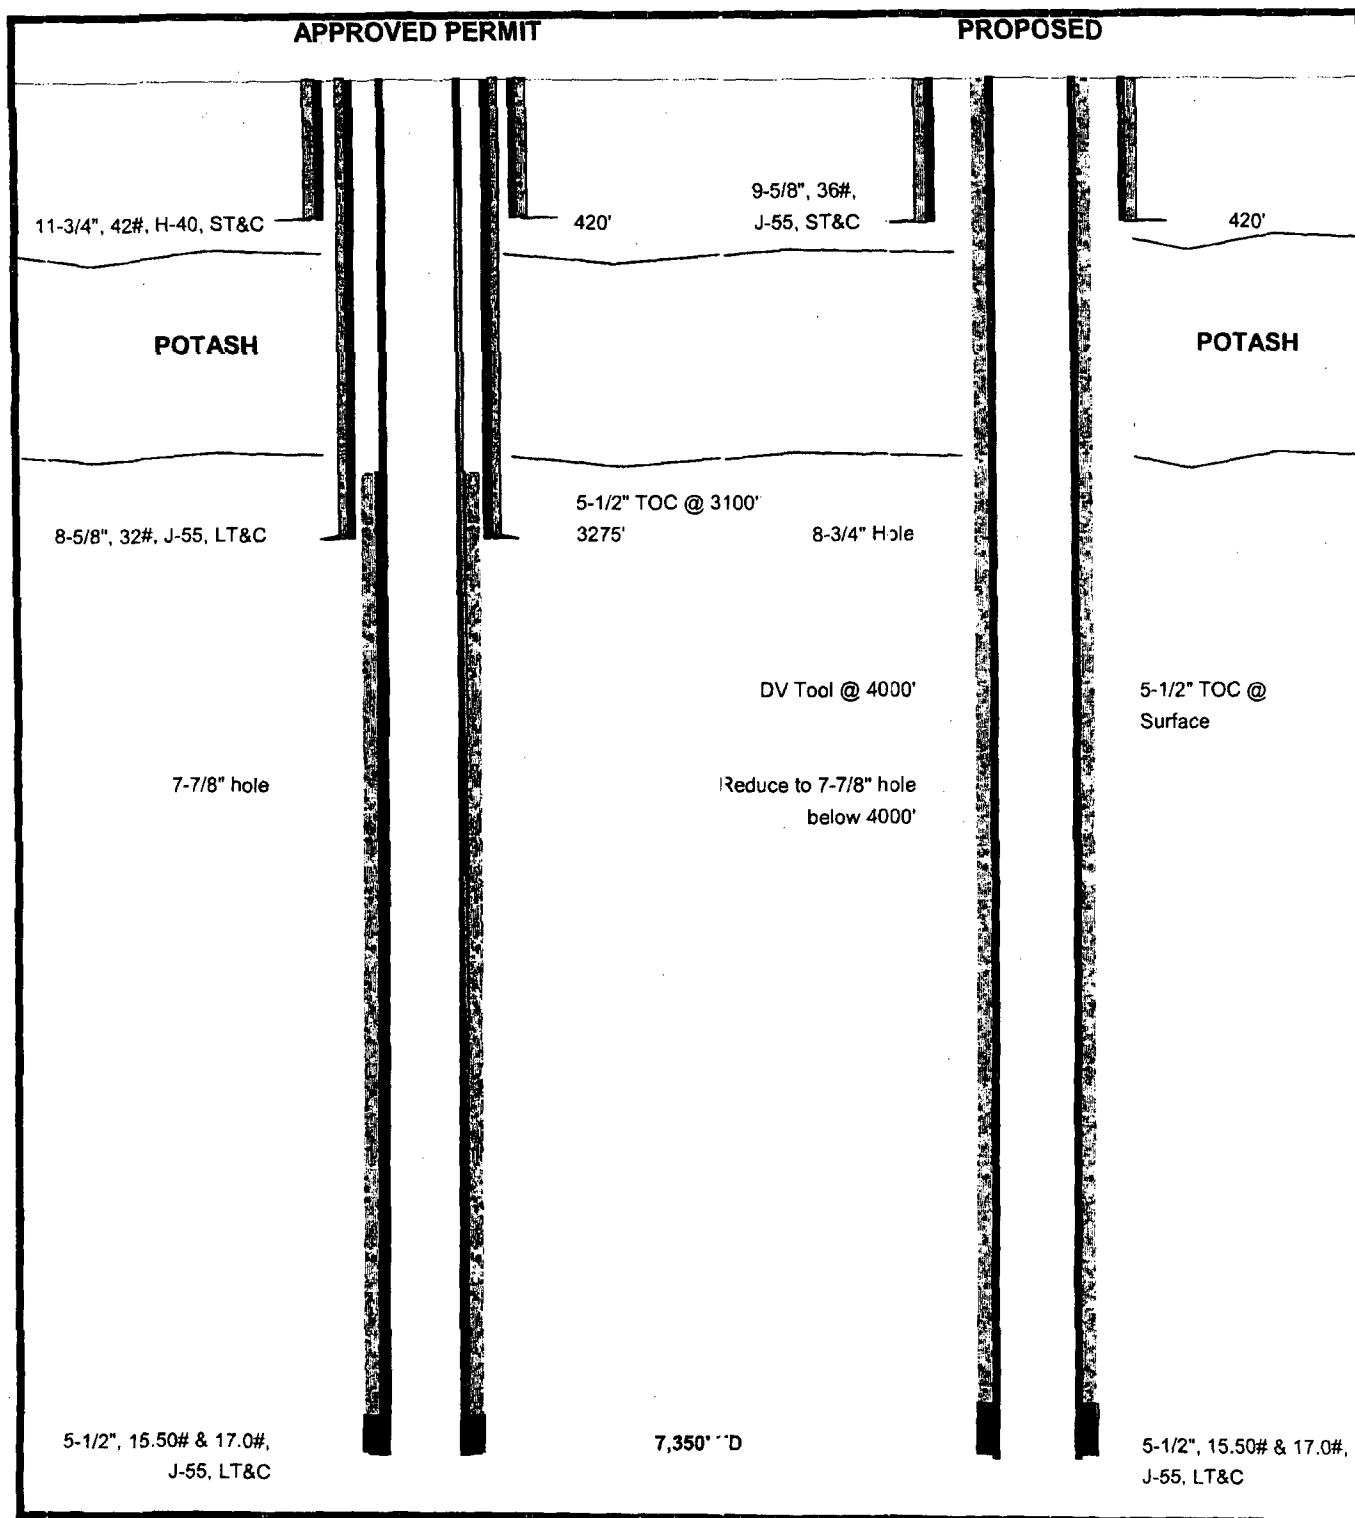 APPROVED PERMIT
PROPOSED
11-3/4", 42#, H-40, ST&C
420'
9-5/8", 36#,
J-55, ST&C
420'
POTASH
POTASH
5-1/2" TOC @ 3100'
8-5/8", 32#, J-55, LT&C
3275'
8-3/4" Hole
DV Tool @ 4000'
5-1/2" TOC @
Surface
7-7/8" hole
Reduce to 7-7/8" hole
below 4000'
5-1/2", 15.50# & 17.0#,
J-55, LT&C
7,350'
5-1/2", 15.50# & 17.0#,
J-55, LT&C